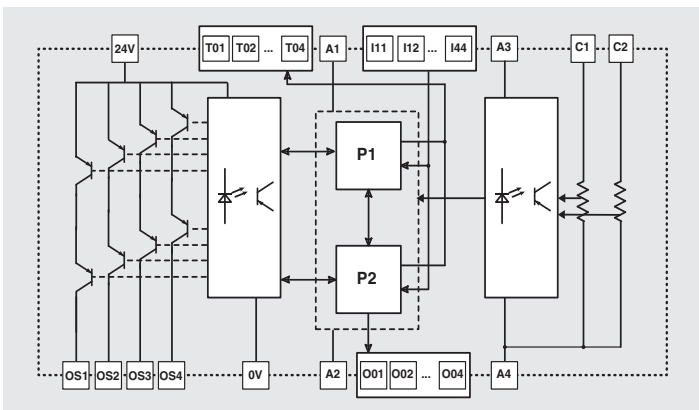 24V
T01 T02 ... T04
A1
I11 I12 ... I44
A3
C1 C2
P1
P2
OS1 OS2 OS3 OS4
0V
A2
O01 O02 ... O04
A4